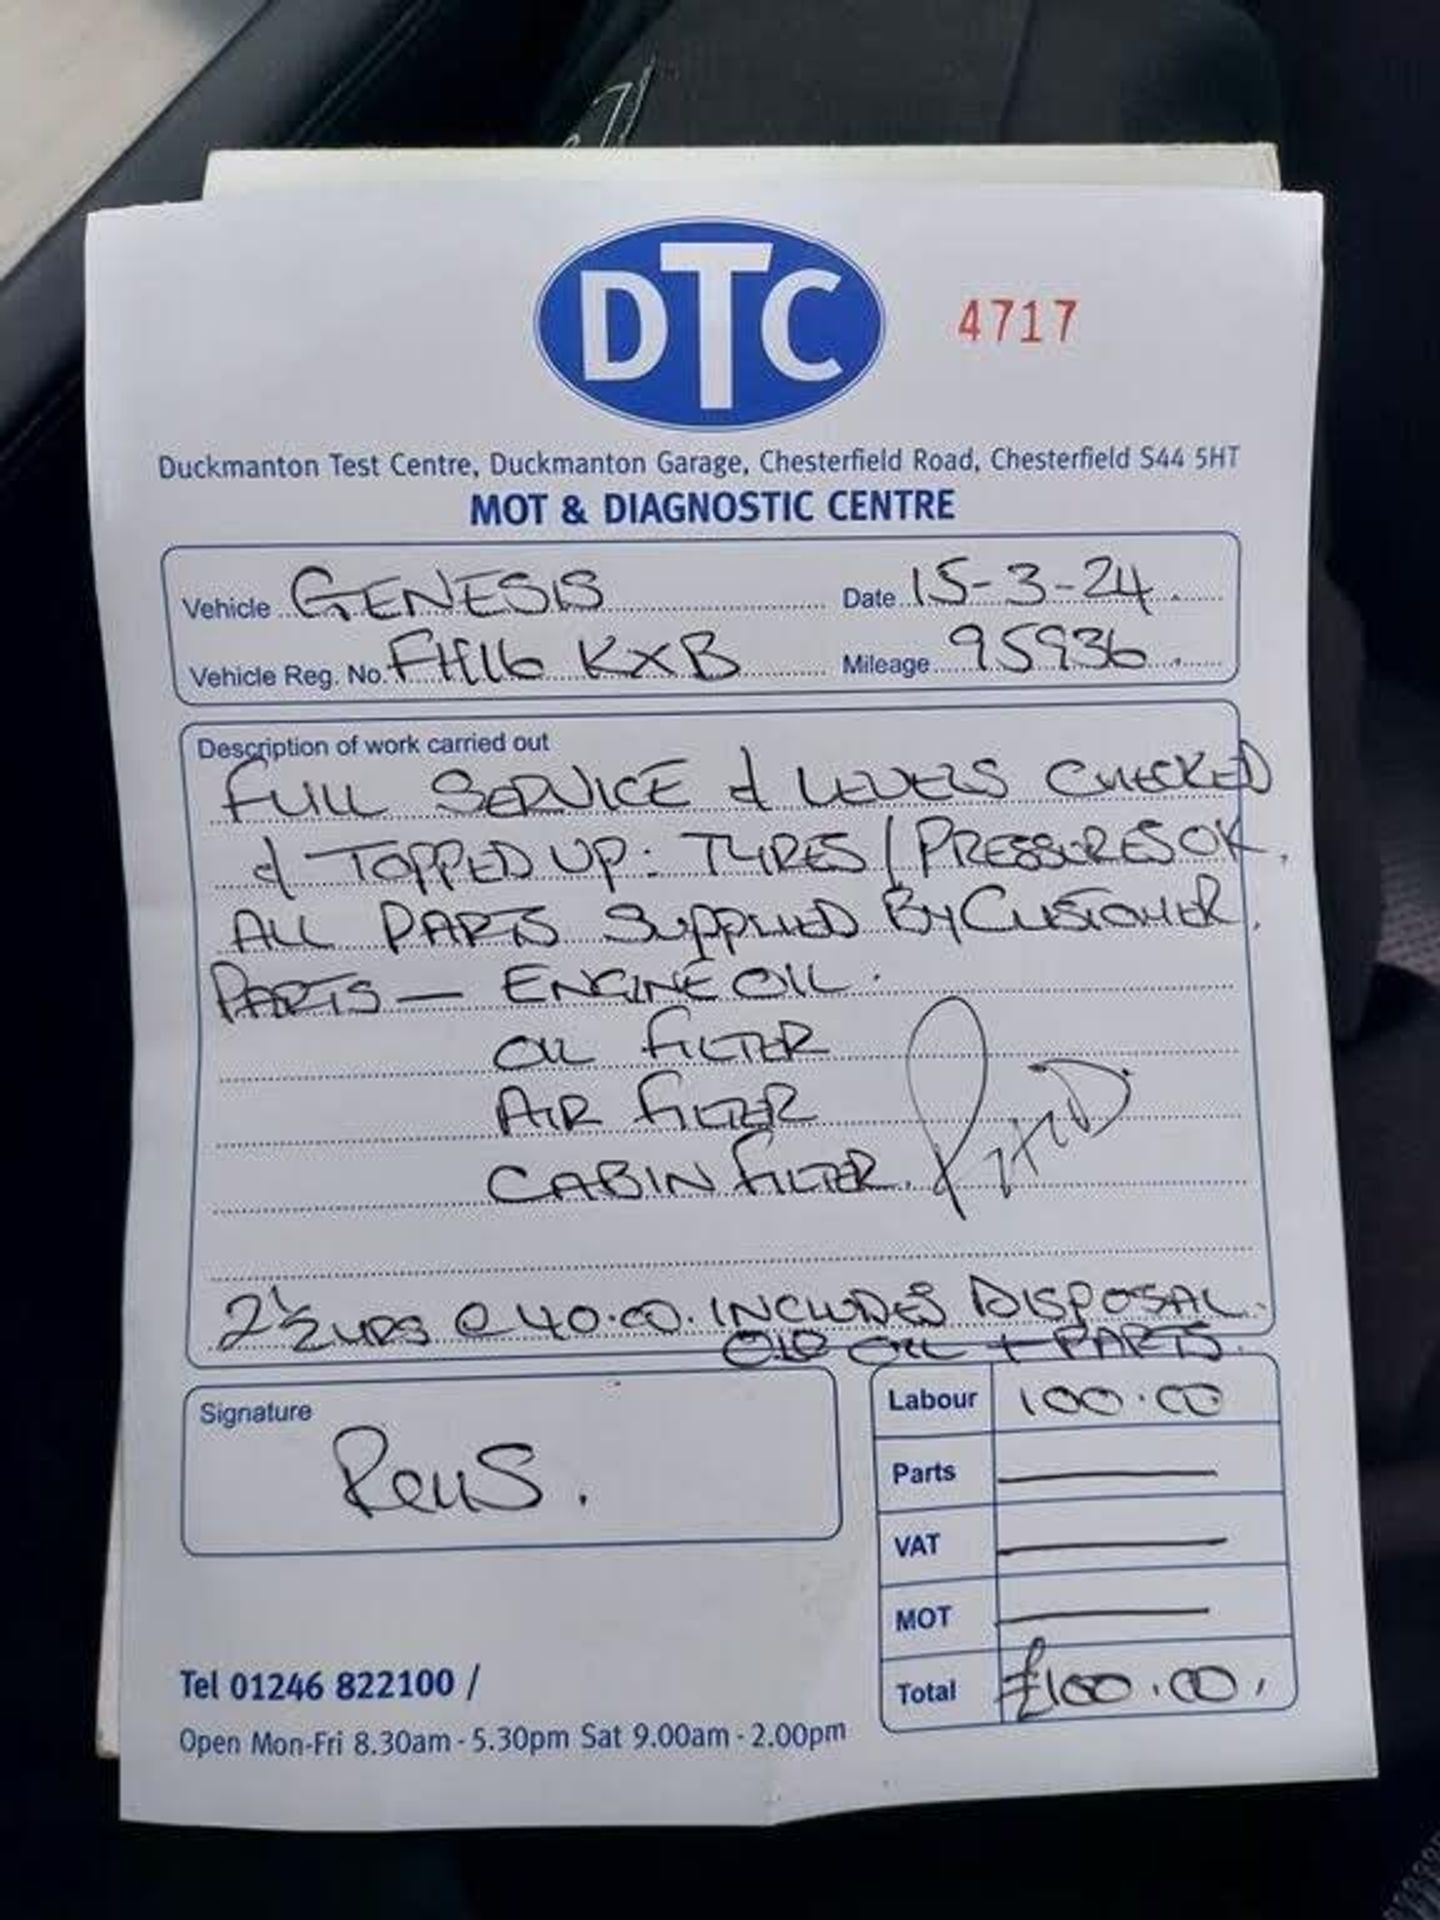 DTC
4717
Duckmanton Test Centre, Duckmanton Garage, Chesterfield Road, Chesterfield S44 5HT
MOT & DIAGNOSTIC CENTRE
Vehicle GENESIS Date 15-3-24.
Vehicle Reg. No. FH16 KXB Mileage 95936.
Description of work carried out
FULL SERVICE & LEVELS CHECKED
& TOPPED UP: TYRES / PRESSURES OK.
ALL PARTS SUPPLIED BY CUSTOMER.
PARTS — ENGINE OIL.
OIL FILTER
AIR FILTER
CABIN FILTER.
2½ HRS @ 40.00. INCLUDES DISPOSAL.
OLD OIL + PARTS.
Signature
Labour 100.00
Parts —
VAT —
MOT —
Total £100.00.
Tel 01246 822100 /
Open Mon-Fri 8.30am - 5.30pm Sat 9.00am - 2.00pm